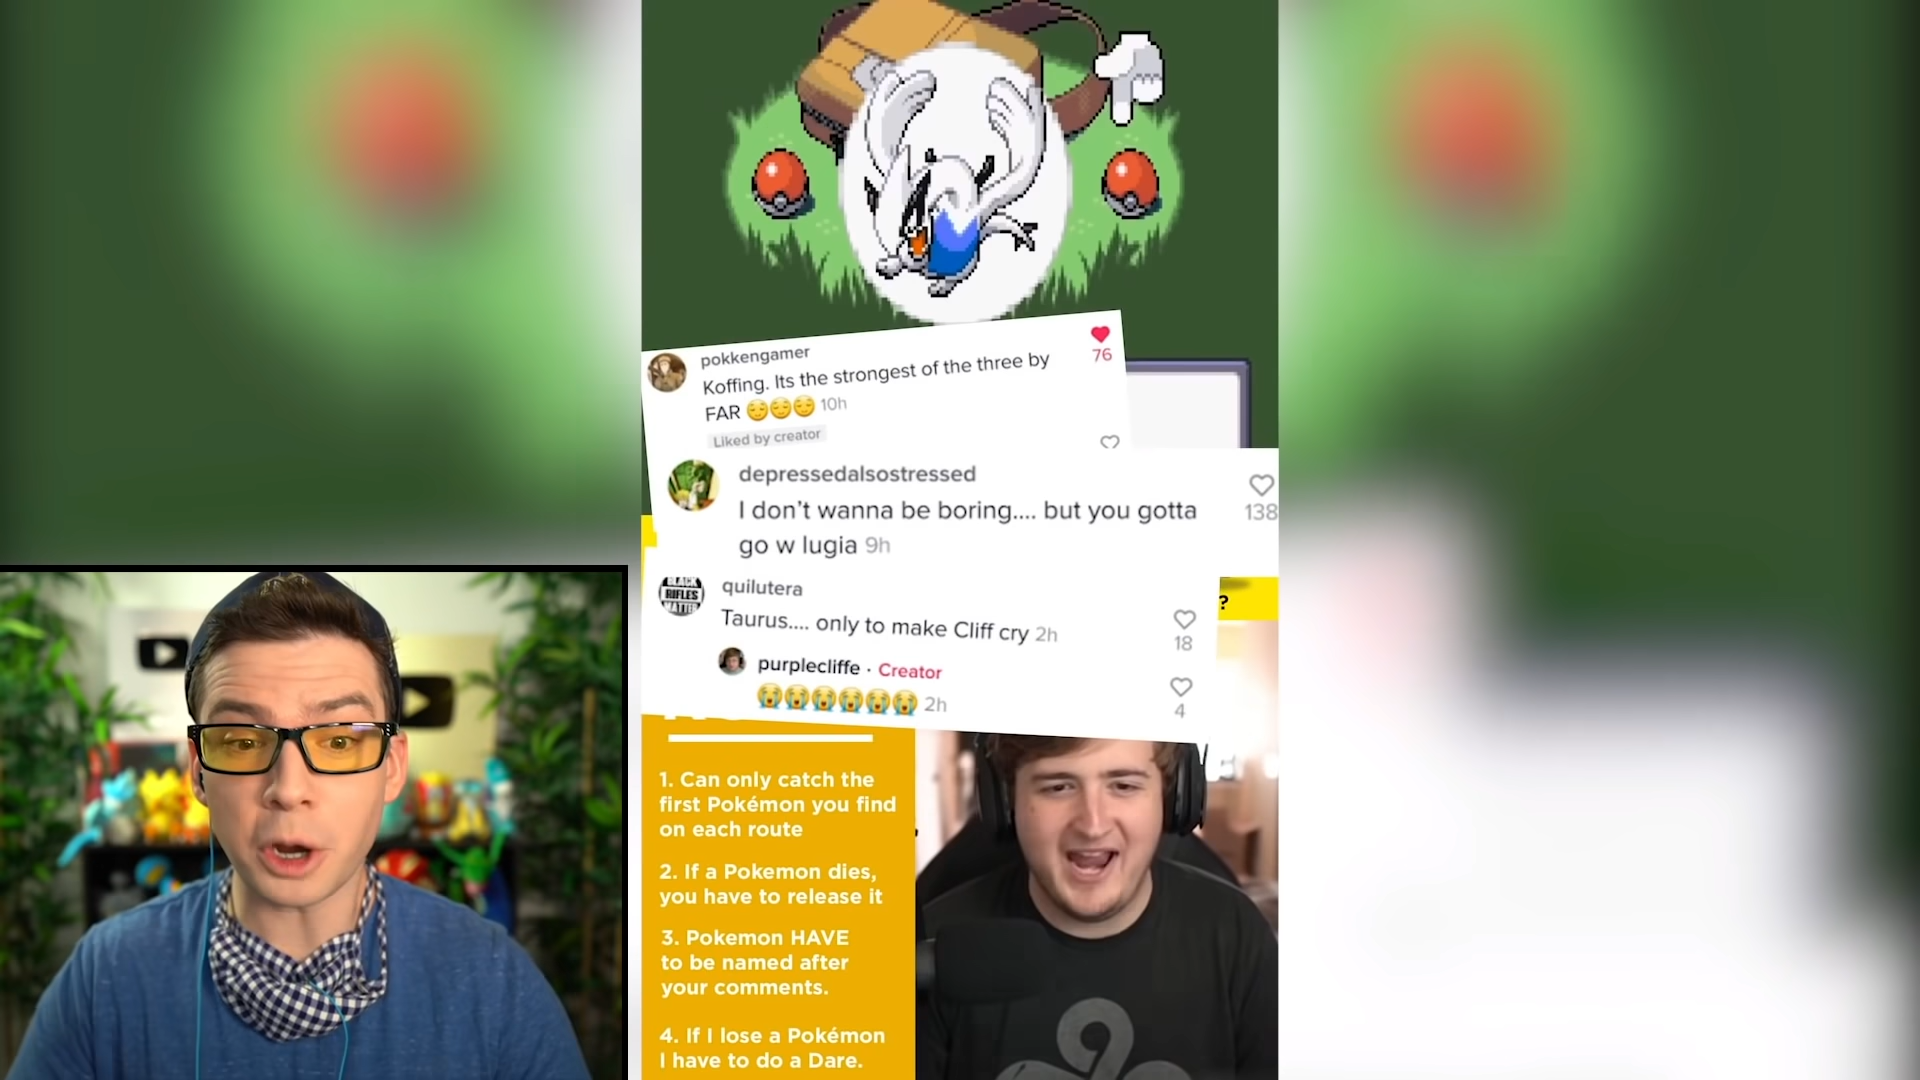 pokkengamer
76
Koffing. Its the strongest of the three by
FAR 😌😌😌 10h
Liked by creator
depressedalsostressed
I don't wanna be boring.... but you gotta
138
go w lugia 9h
BLACK
RIFLES
MATTER
quilutera
Taurus.... only to make Cliff cry 2h
18
?
purplecliffe · Creator
😭😭😭😭😭😭 2h
4
1. Can only catch the
first Pokémon you find
on each route
2. If a Pokemon dies,
you have to release it
3. Pokemon HAVE
to be named after
your comments.
4. If I lose a Pokémon
I have to do a Dare.